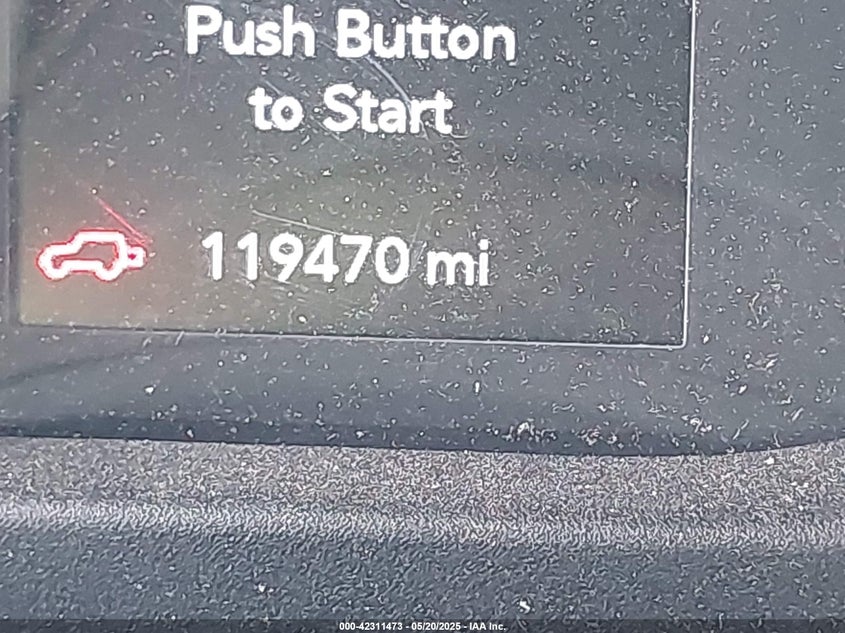 Push Button
to Start
119470 mi
000-42311473 - 05/20/2025 - IAA Inc.